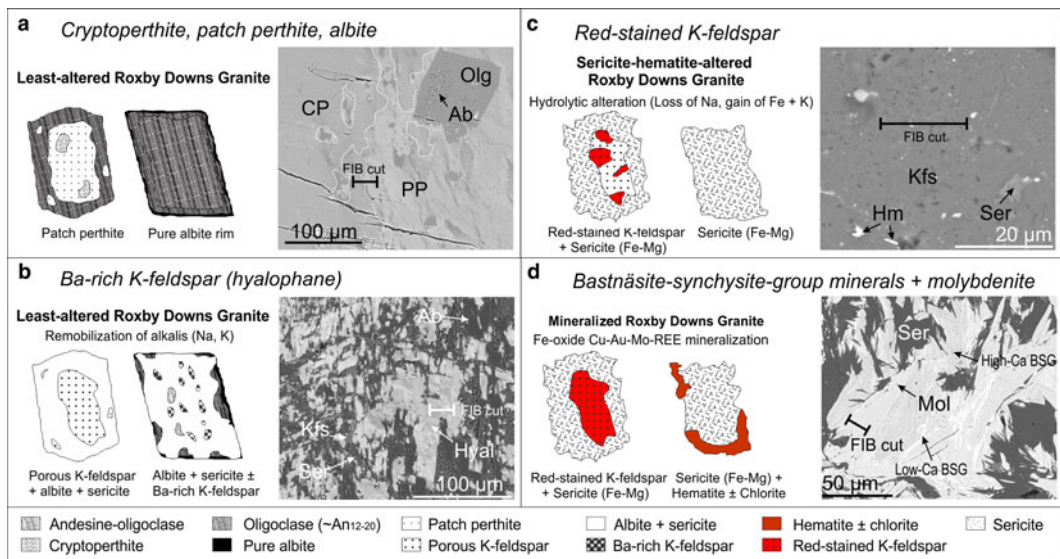 a Cryptoperthite, patch perthite, albite
Least-altered Roxby Downs Granite
Patch perthite
Pure albite rim
CP
Olg
Ab
FIB cut
PP
100 µm
b Ba-rich K-feldspar (hyalophane)
Least-altered Roxby Downs Granite
Remobilization of alkalis (Na, K)
Porous K-feldspar
+ albite + sericite
Albite + sericite ±
Ba-rich K-feldspar
Ab
FIB cut
Kfs
Hyal
Ser
100 µm
c Red-stained K-feldspar
Sericite-hematite-altered
Roxby Downs Granite
Hydrolytic alteration (Loss of Na, gain of Fe + K)
Red-stained K-feldspar
+ Sericite (Fe-Mg)
Sericite (Fe-Mg)
FIB cut
Kfs
Hm
Ser
20 µm
d Bastnäsite-synchysite-group minerals + molybdenite
Mineralized Roxby Downs Granite
Fe-oxide Cu-Au-Mo-REE mineralization
Red-stained K-feldspar
+ Sericite (Fe-Mg)
Sericite (Fe-Mg) +
Hematite ± Chlorite
Ser
High-Ca BSG
Mol
FIB cut
Low-Ca BSG
50 µm
Andesine-oligoclase
Oligoclase (~An12-20)
Patch perthite
Albite + sericite
Hematite ± chlorite
Sericite
Cryptoperthite
Pure albite
Porous K-feldspar
Ba-rich K-feldspar
Red-stained K-feldspar